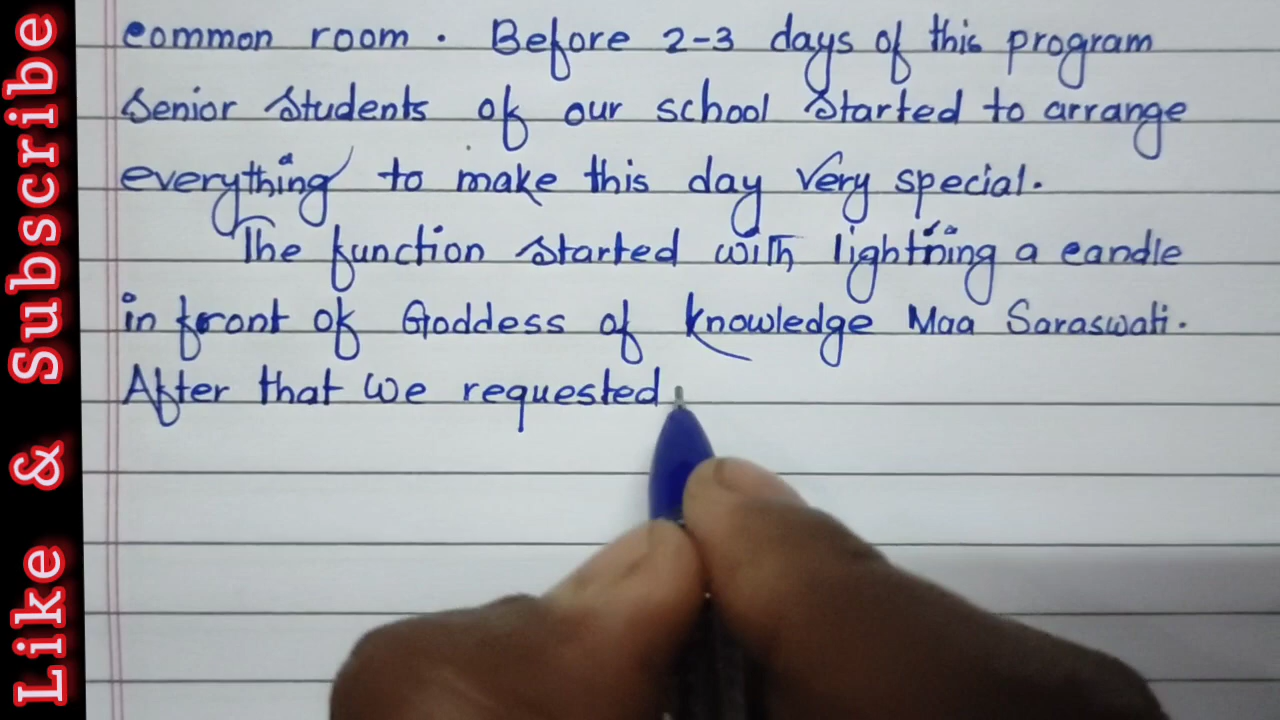 Like & Subscribe
common room. Before 2-3 days of this program
Senior Students of our school Started to arrange
everything to make this day very special.
The function started with lightning a candle
in front of Goddess of knowledge Maa Saraswati.
After that we requested